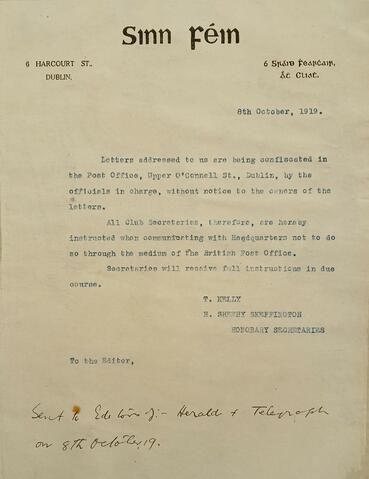 Sinn Féin
6 HARCOURT ST.,
DUBLIN.
6 Sráid Fearchair,
Át Cliat.
8th October, 1919.
Letters addressed to us are being confiscated in
the Post Office, Upper O'Connell St., Dublin, by the
officials in charge, without notice to the owners of the
letters.
All Club Secretaries, therefore, are hereby
instructed when communicating with Headquarters not to do
so through the medium of the British Post Office.
Secretaries will receive full instructions in due
course.
T. KELLY
H. SHEEHY SKEFFINGTON
HONORARY SECRETARIES
To the Editor,
Sent to Editors of:- Herald & Telegraph
on 8th October, 19.